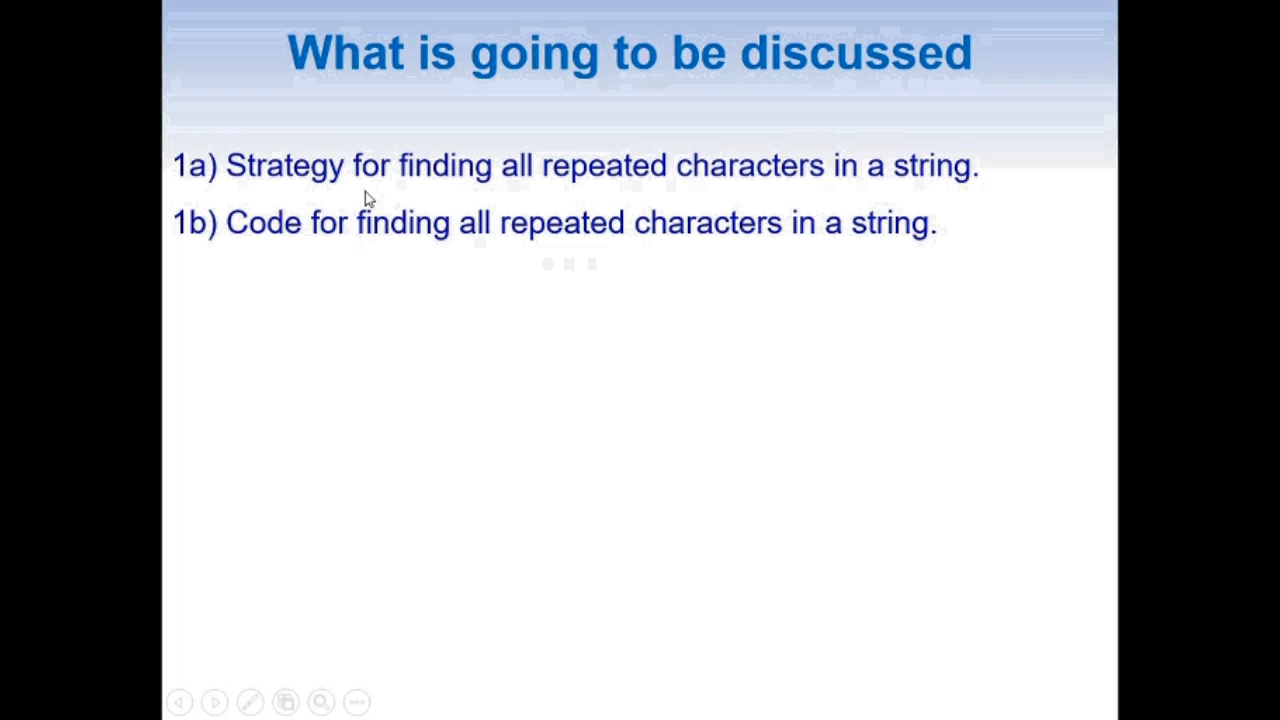 What is going to be discussed
1a) Strategy for finding all repeated characters in a string.
1b) Code for finding all repeated characters in a string.